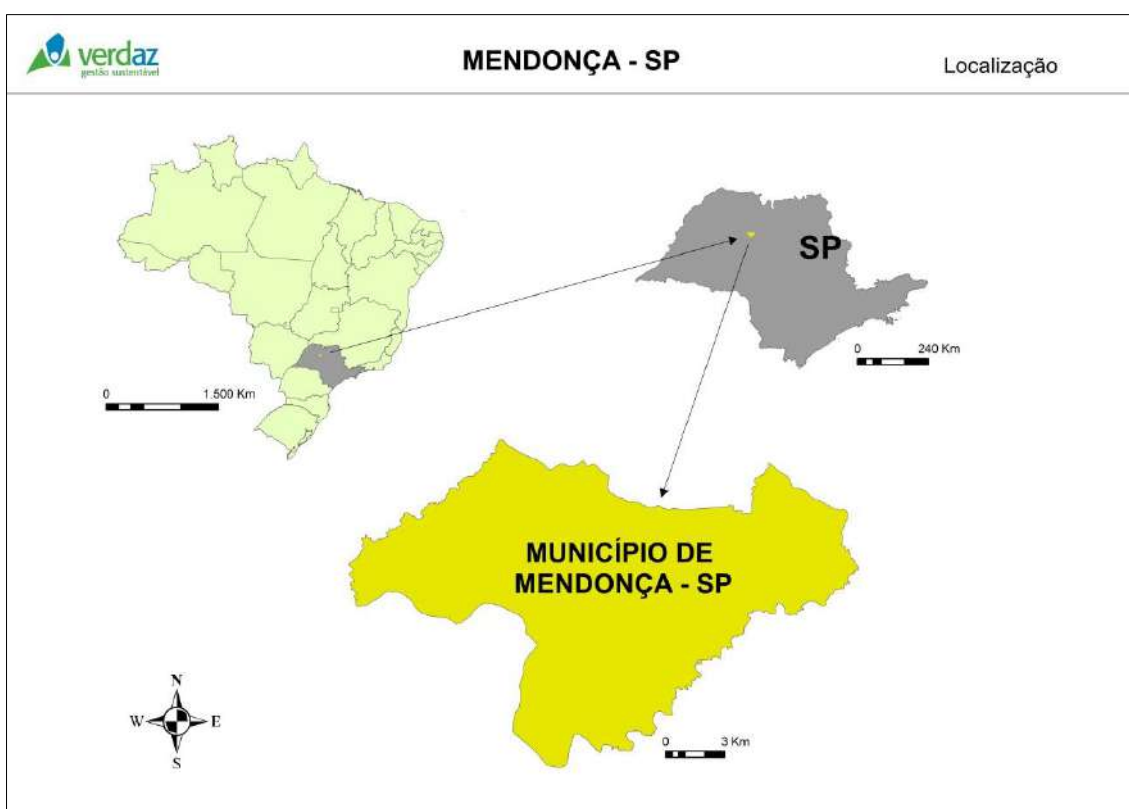 verdaz
gestão sustentável
MENDONÇA - SP
Localização
SP
0 240 Km
0 1.500 Km
MUNICÍPIO DE
MENDONÇA - SP
N
W E
S
0 3 Km